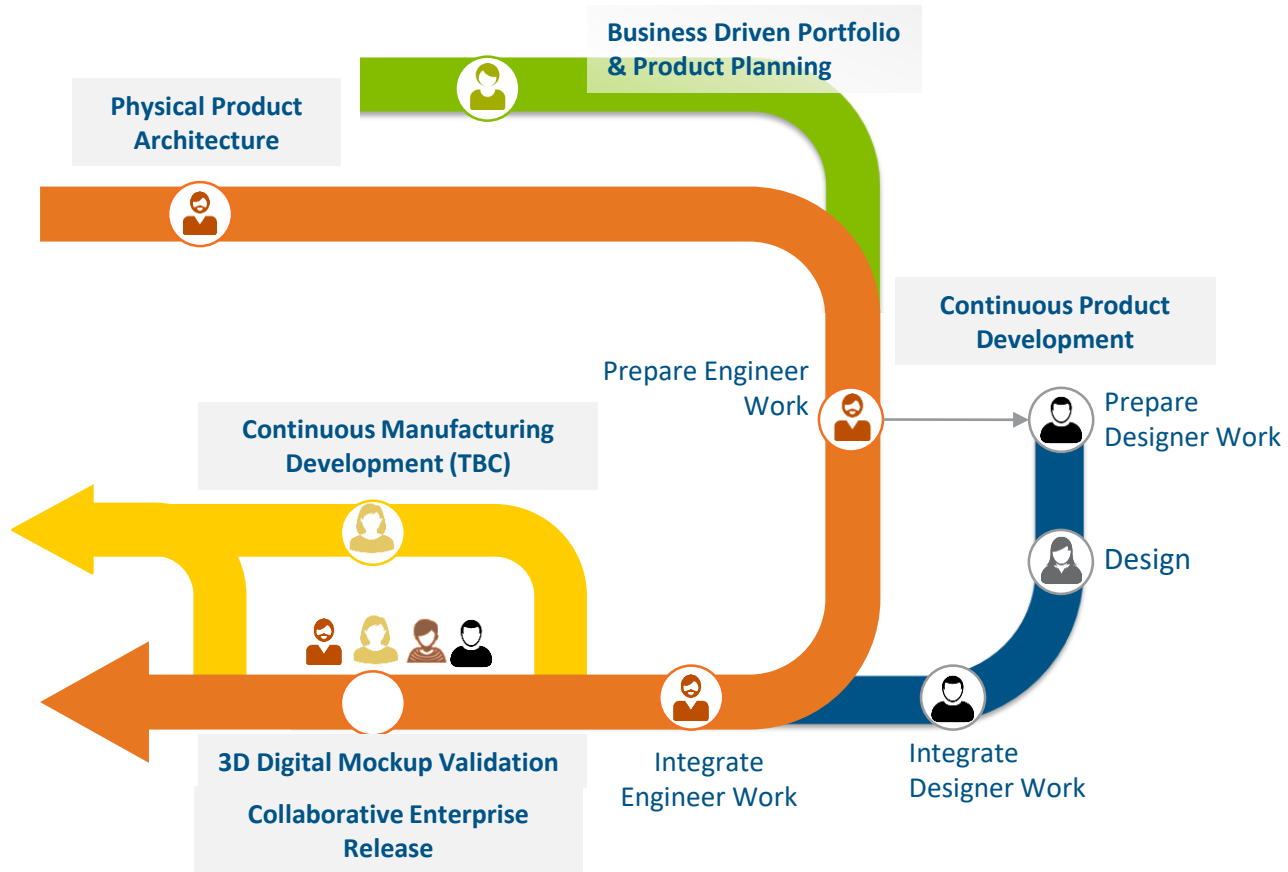 Business Driven Portfolio
& Product Planning
Physical Product
Architecture
Continuous Product
Development
Prepare Engineer
Work
Prepare
Designer Work
Continuous Manufacturing
Development (TBC)
Design
3D Digital Mockup Validation
Integrate
Engineer Work
Integrate
Designer Work
Collaborative Enterprise
Release